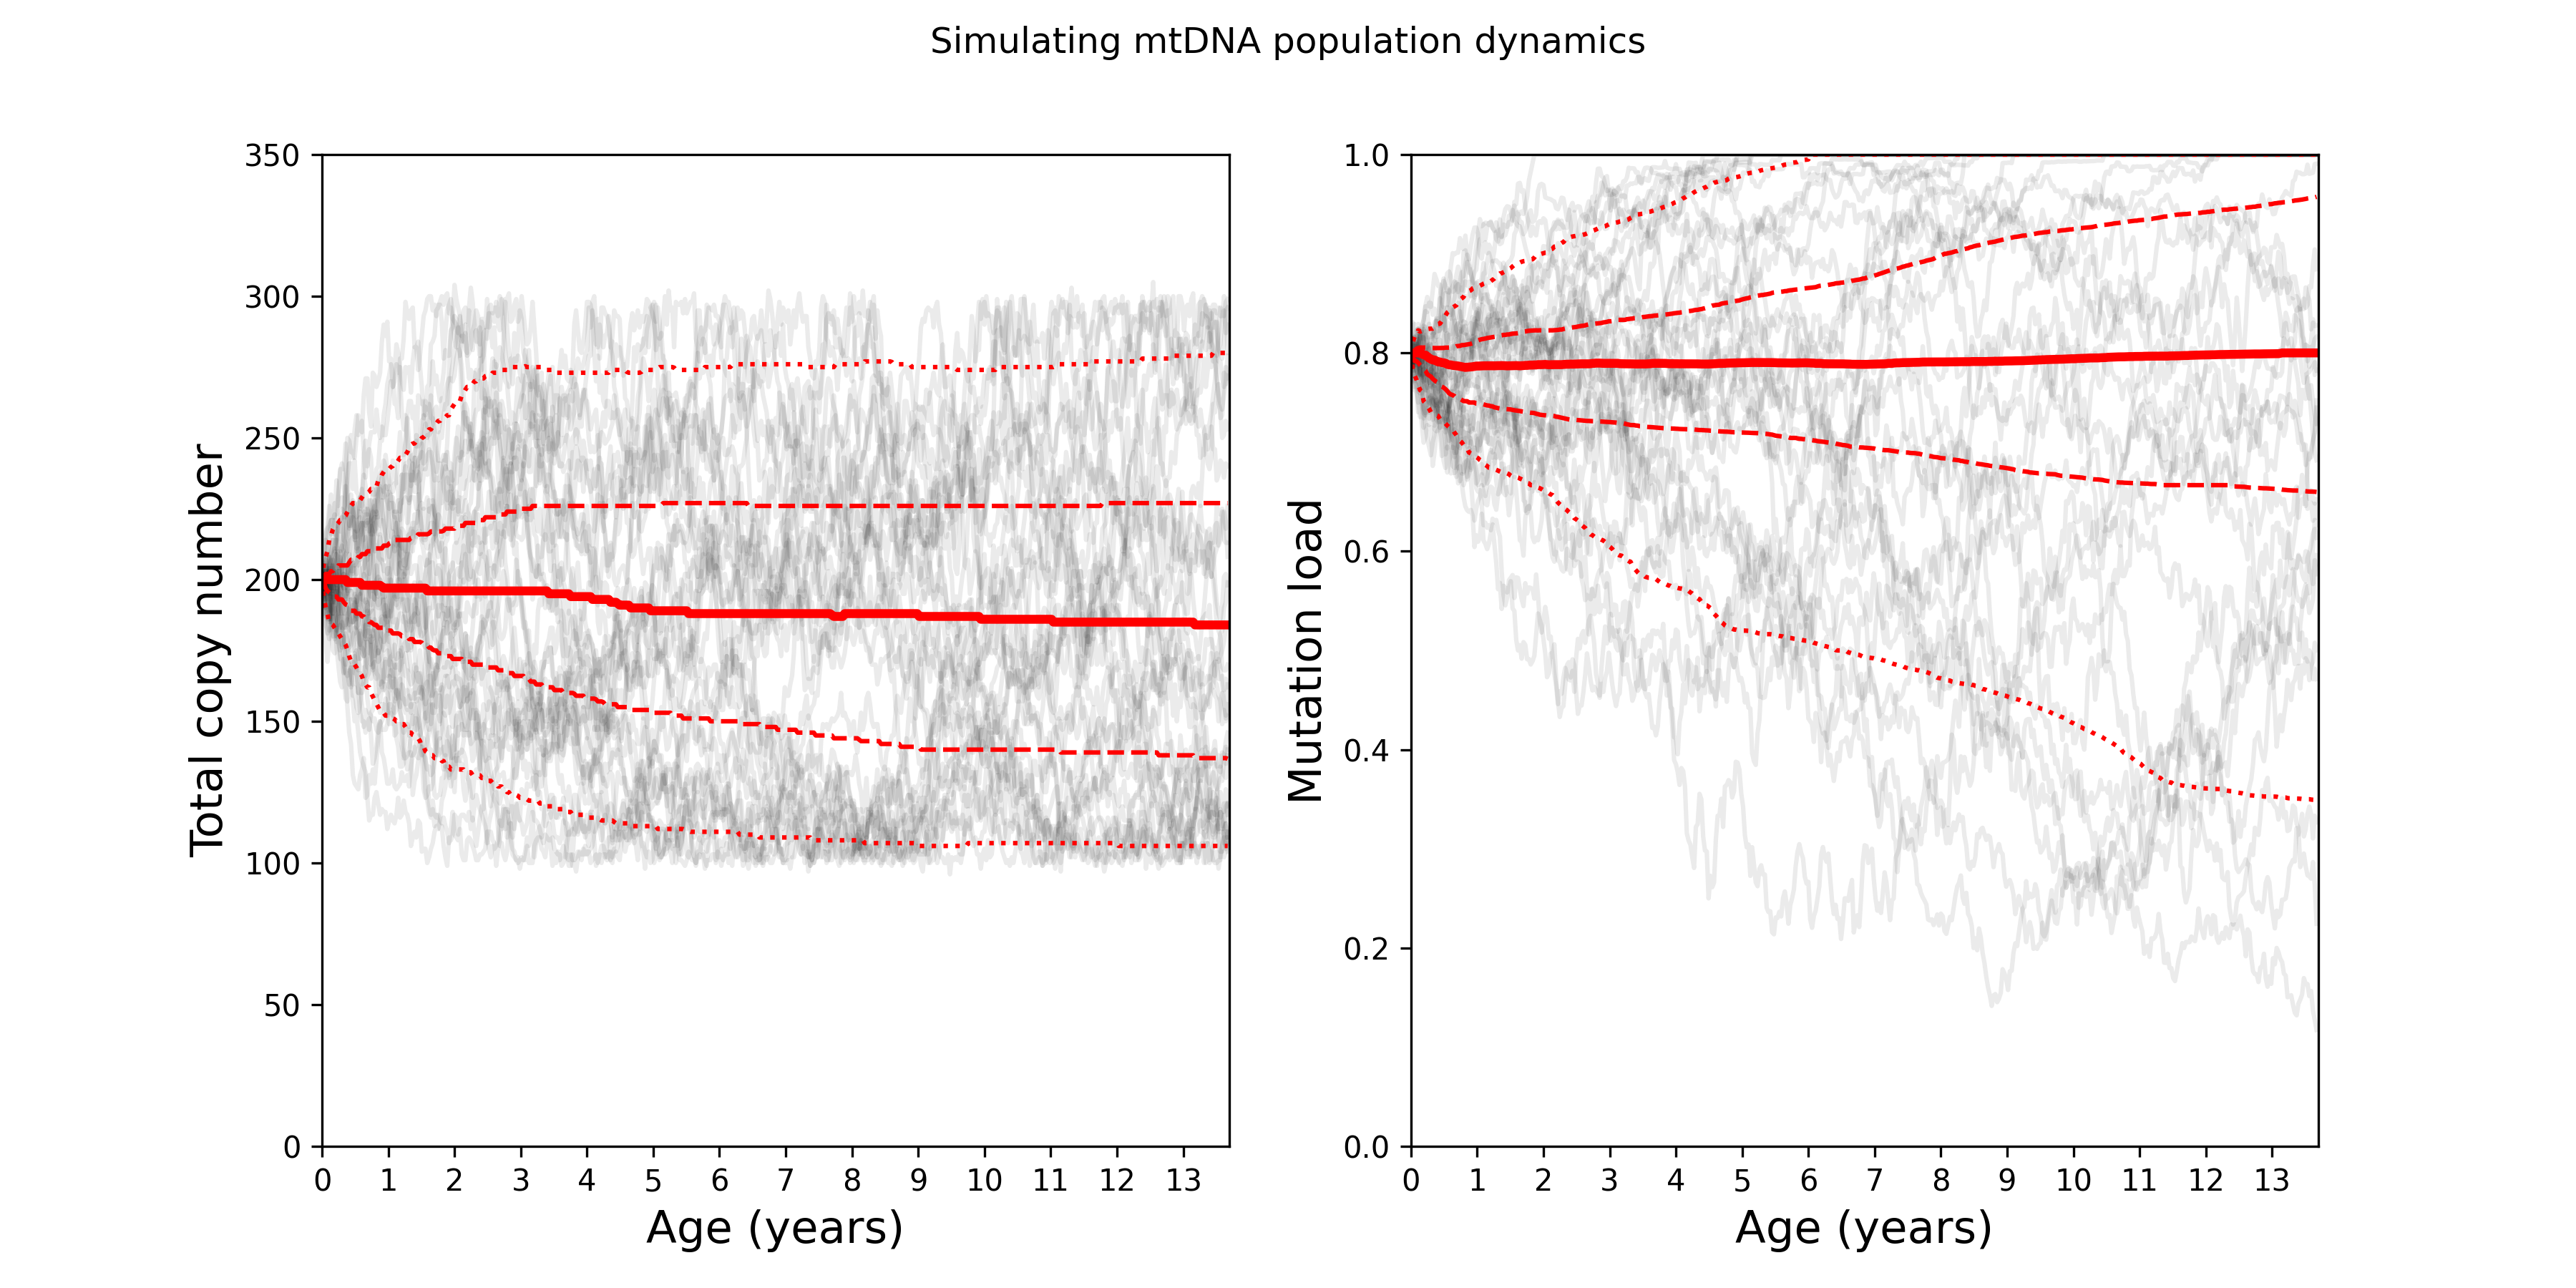 Simulating mtDNA population dynamics
Total copy number
350
300
250
200
150
100
50
0
0 1 2 3 4 5 6 7 8 9 10 11 12 13
Age (years)
Mutation load
1.0
0.8
0.6
0.4
0.2
0.0
0 1 2 3 4 5 6 7 8 9 10 11 12 13
Age (years)